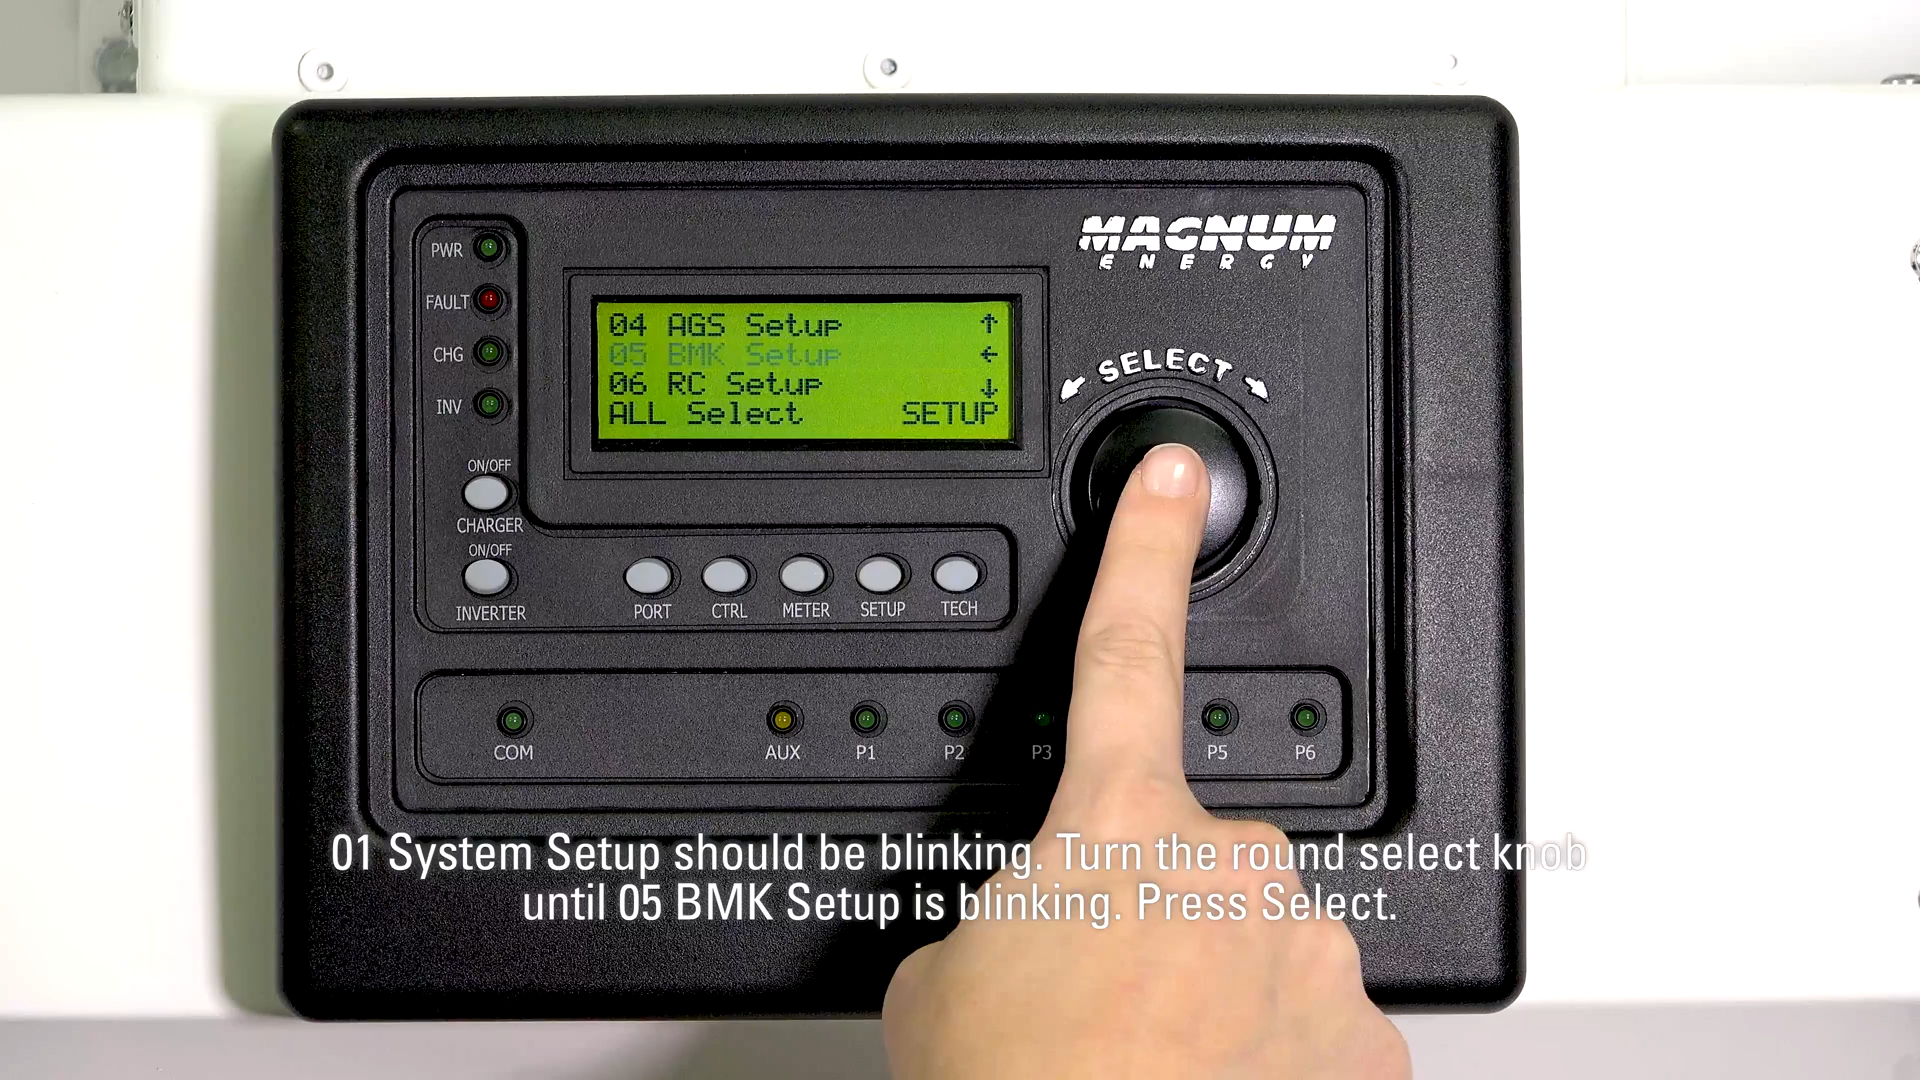 MAGNUM
ENERGY
PWR
FAULT
CHG
INV
04 AGS Setup ↑
05 BMK Setup ←
06 RC Setup ↓
ALL Select SETUP
SELECT
ON/OFF
CHARGER
ON/OFF
INVERTER
PORT CTRL METER SETUP TECH
COM AUX P1 P2 P3 P5 P6
01 System Setup should be blinking. Turn the round select knob
until 05 BMK Setup is blinking. Press Select.